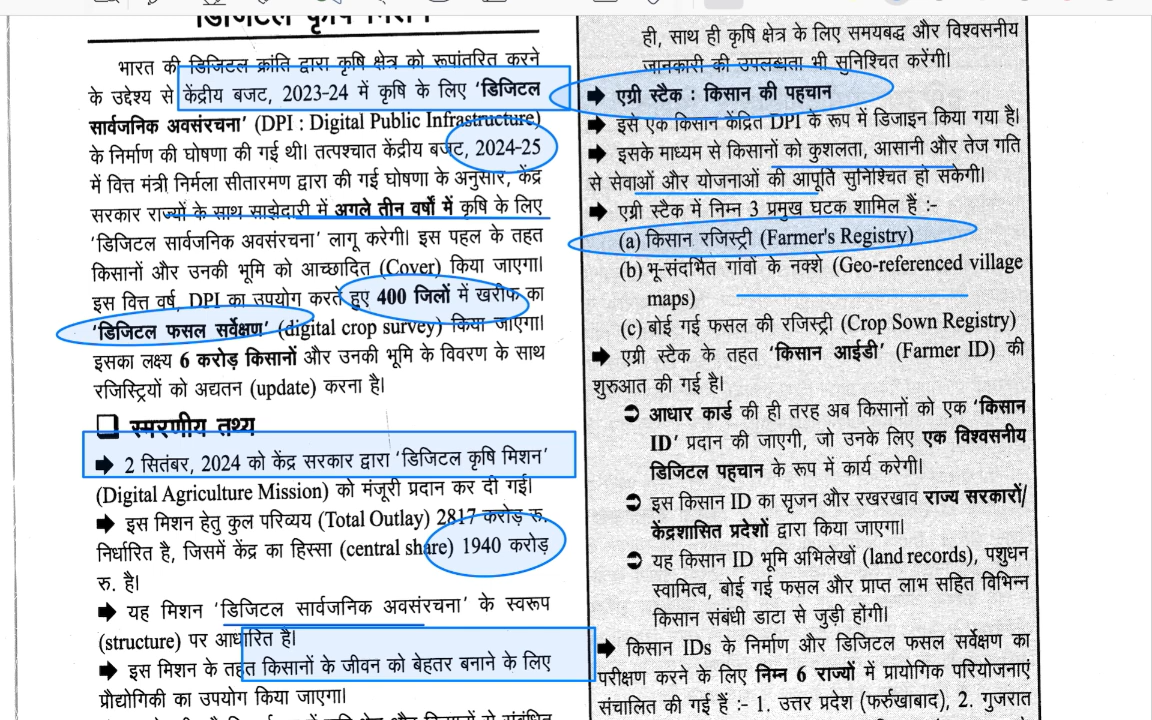 डिजिटल कृषि मिशन
भारत की डिजिटल क्रांति द्वारा कृषि क्षेत्र को रूपांतरित करने
के उद्देश्य से केंद्रीय बजट, 2023-24 में कृषि के लिए 'डिजिटल
सार्वजनिक अवसंरचना' (DPI : Digital Public Infrastructure)
के निर्माण की घोषणा की गई थी। तत्पश्चात केंद्रीय बजट, 2024-25
में वित्त मंत्री निर्मला सीतारमण द्वारा की गई घोषणा के अनुसार, केंद्र
सरकार राज्यों के साथ साझेदारी में अगले तीन वर्षों में कृषि के लिए
'डिजिटल सार्वजनिक अवसंरचना' लागू करेगी। इस पहल के तहत
किसानों और उनकी भूमि को आच्छादित (Cover) किया जाएगा।
इस वित्त वर्ष, DPI का उपयोग करते हुए 400 जिलों में खरीफ का
'डिजिटल फसल सर्वेक्षण' (digital crop survey) किया जाएगा।
इसका लक्ष्य 6 करोड़ किसानों और उनकी भूमि के विवरण के साथ
रजिस्ट्रियों को अद्यतन (update) करना है।
❑ स्मरणीय तथ्य
➡ 2 सितंबर, 2024 को केंद्र सरकार द्वारा 'डिजिटल कृषि मिशन'
(Digital Agriculture Mission) को मंजूरी प्रदान कर दी गई।
➡ इस मिशन हेतु कुल परिव्यय (Total Outlay) 2817 करोड़ रु.
निर्धारित है, जिसमें केंद्र का हिस्सा (central share) 1940 करोड़
रु. है।
➡ यह मिशन 'डिजिटल सार्वजनिक अवसंरचना' के स्वरूप
(structure) पर आधारित है।
➡ इस मिशन के तहत किसानों के जीवन को बेहतर बनाने के लिए
प्रौद्योगिकी का उपयोग किया जाएगा।
ही, साथ ही कृषि क्षेत्र के लिए समयबद्ध और विश्वसनीय
जानकारी की उपलब्धता भी सुनिश्चित करेंगी।
➡ एग्री स्टैक : किसान की पहचान
➡ इसे एक किसान केंद्रित DPI के रूप में डिजाइन किया गया है।
➡ इसके माध्यम से किसानों को कुशलता, आसानी और तेज गति
से सेवाओं और योजनाओं की आपूर्ति सुनिश्चित हो सकेगी।
➡ एग्री स्टैक में निम्न 3 प्रमुख घटक शामिल हैं :-
(a) किसान रजिस्ट्री (Farmer's Registry)
(b) भू-संदर्भित गांवों के नक्शे (Geo-referenced village
maps)
(c) बोई गई फसल की रजिस्ट्री (Crop Sown Registry)
➡ एग्री स्टैक के तहत 'किसान आईडी' (Farmer ID) की
शुरुआत की गई है।
➲ आधार कार्ड की ही तरह अब किसानों को एक 'किसान
ID' प्रदान की जाएगी, जो उनके लिए एक विश्वसनीय
डिजिटल पहचान के रूप में कार्य करेगी।
➲ इस किसान ID का सृजन और रखरखाव राज्य सरकारों/
केंद्रशासित प्रदेशों द्वारा किया जाएगा।
➲ यह किसान ID भूमि अभिलेखों (land records), पशुधन
स्वामित्व, बोई गई फसल और प्राप्त लाभ सहित विभिन्न
किसान संबंधी डाटा से जुड़ी होंगी।
➡ किसान IDs के निर्माण और डिजिटल फसल सर्वेक्षण का
परीक्षण करने के लिए निम्न 6 राज्यों में प्रायोगिक परियोजनाएं
संचालित की गई हैं :- 1. उत्तर प्रदेश (फर्रुखाबाद), 2. गुजरात